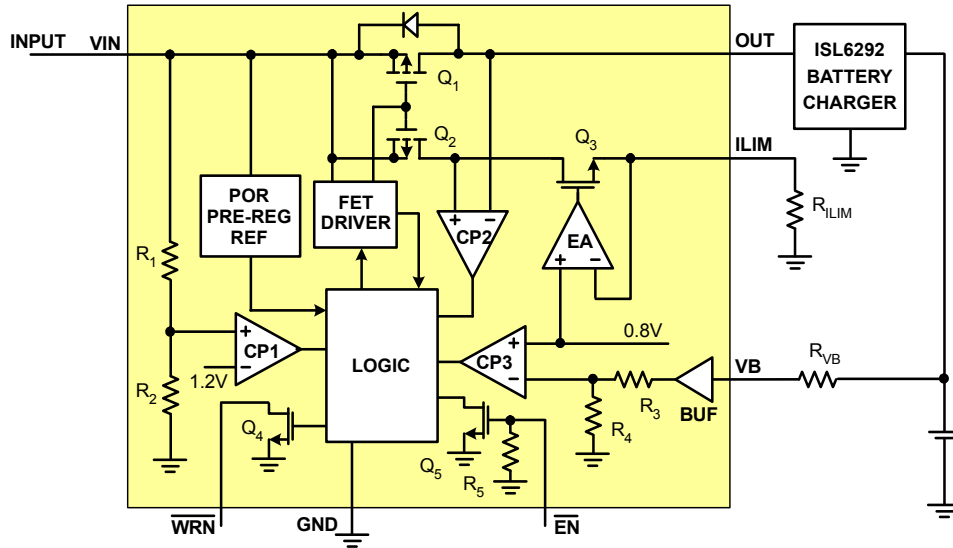 INPUT
VIN
OUT
ISL6292
BATTERY
CHARGER
Q1
Q2
Q3
ILIM
RILIM
POR
PRE-REG
REF
FET
DRIVER
+
−
CP2
EA
+
−
R1
+
CP1
−
1.2V
LOGIC
+
CP3
−
0.8V
VB
RVB
R2
R3
BUF
R4
Q4
Q5
R5
WRN
GND
EN